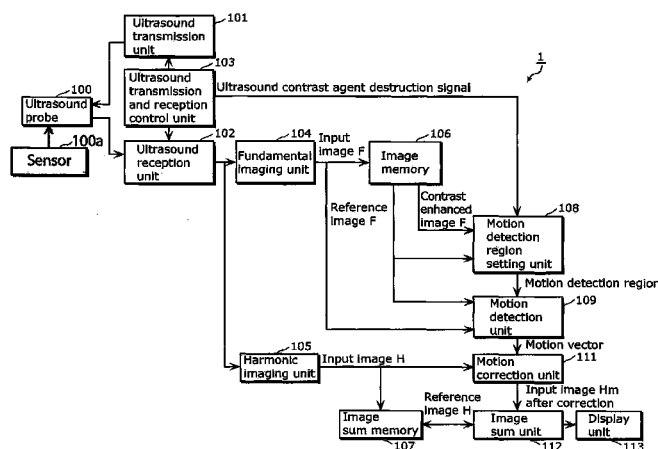 101
Ultrasound
transmission
unit
1
100
103
Ultrasound
probe
Ultrasound
transmission
and reception
control unit
Ultrasound contrast agent destruction signal
100a
Sensor
102
Ultrasound
reception
unit
104
Fundamental
imaging unit
Input
image F
106
Image
memory
Reference
image F
Contrast
enhanced
image F
108
Motion
detection
region
setting unit
Motion detection region
109
Motion
detection
unit
Motion vector
105
Harmonic
imaging unit
Input image H
111
Motion
correction unit
Input image Hm
after correction
Reference
image H
Image
sum memory
107
Image
sum unit
112
Display
unit
113